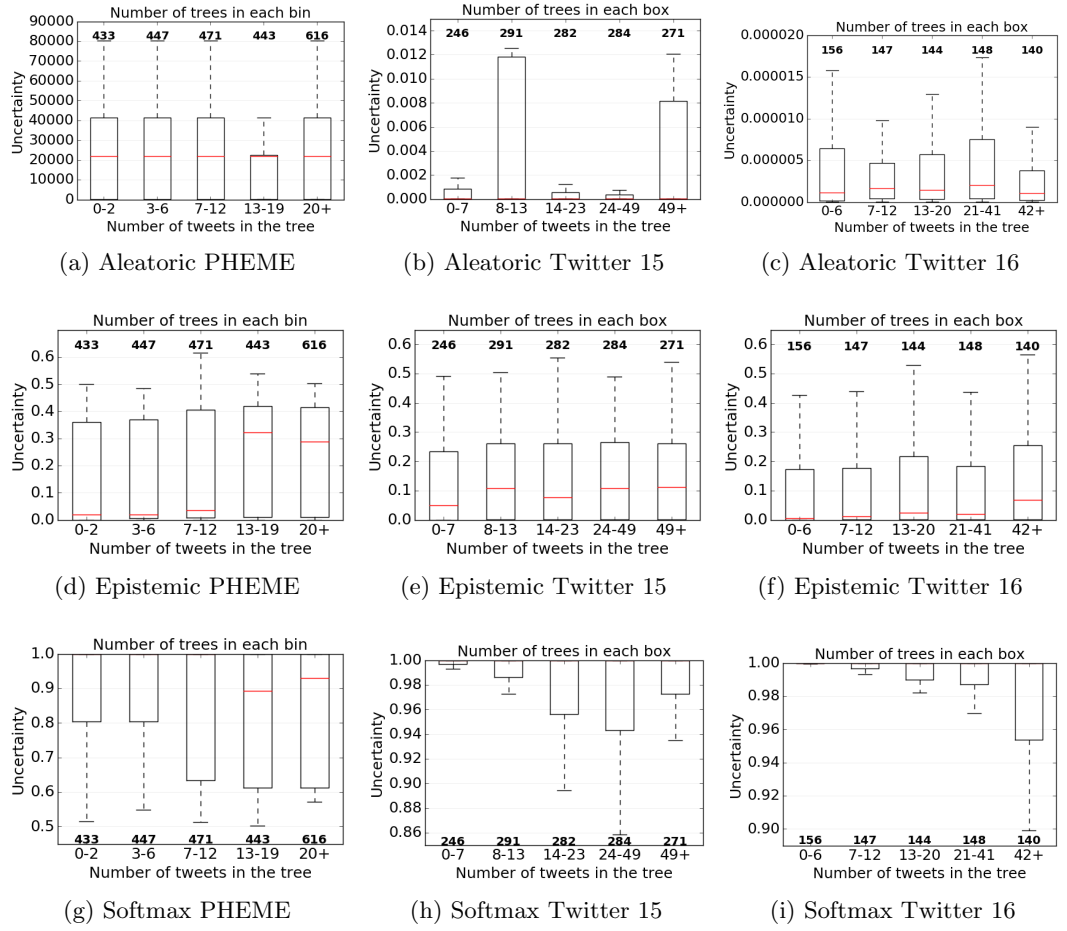 Number of trees in each bin
90000
80000
70000
60000
50000
40000
30000
20000
10000
0
Uncertainty
433 447 471 443 616
0-2 3-6 7-12 13-19 20+
Number of tweets in the tree
(a) Aleatoric PHEME
Number of trees in each box
0.014
0.012
0.010
0.008
0.006
0.004
0.002
0.000
Uncertainty
246 291 282 284 271
0-7 8-13 14-23 24-49 49+
Number of tweets in the tree
(b) Aleatoric Twitter 15
Number of trees in each box
0.000020
0.000015
0.000010
0.000005
0.000000
Uncertainty
156 147 144 148 140
0-6 7-12 13-20 21-41 42+
Number of tweets in the tree
(c) Aleatoric Twitter 16
Number of trees in each bin
0.6
0.5
0.4
0.3
0.2
0.1
0.0
Uncertainty
433 447 471 443 616
0-2 3-6 7-12 13-19 20+
Number of tweets in the tree
(d) Epistemic PHEME
Number of trees in each box
0.6
0.5
0.4
0.3
0.2
0.1
0.0
Uncertainty
246 291 282 284 271
0-7 8-13 14-23 24-49 49+
Number of tweets in the tree
(e) Epistemic Twitter 15
Number of trees in each box
0.6
0.5
0.4
0.3
0.2
0.1
0.0
Uncertainty
156 147 144 148 140
0-6 7-12 13-20 21-41 42+
Number of tweets in the tree
(f) Epistemic Twitter 16
Number of trees in each bin
1.0
0.9
0.8
0.7
0.6
0.5
Uncertainty
433 447 471 443 616
0-2 3-6 7-12 13-19 20+
Number of tweets in the tree
(g) Softmax PHEME
Number of trees in each box
1.00
0.98
0.96
0.94
0.92
0.90
0.88
0.86
Uncertainty
246 291 282 284 271
0-7 8-13 14-23 24-49 49+
Number of tweets in the tree
(h) Softmax Twitter 15
Number of trees in each box
1.00
0.98
0.96
0.94
0.92
0.90
Uncertainty
156 147 144 148 140
0-6 7-12 13-20 21-41 42+
Number of tweets in the tree
(i) Softmax Twitter 16